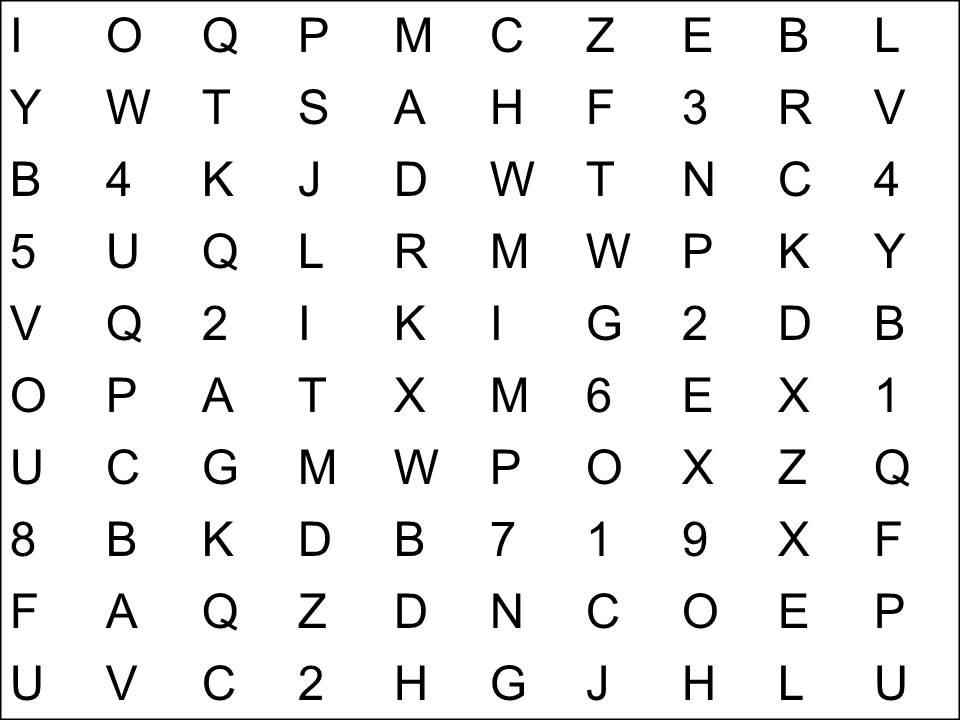 I O Q P M C Z E B L
Y W T S A H F 3 R V
B 4 K J D W T N C 4
5 U Q L R M W P K Y
V Q 2 I K I G 2 D B
O P A T X M 6 E X 1
U C G M W P O X Z Q
8 B K D B 7 1 9 X F
F A Q Z D N C O E P
U V C 2 H G J H L U